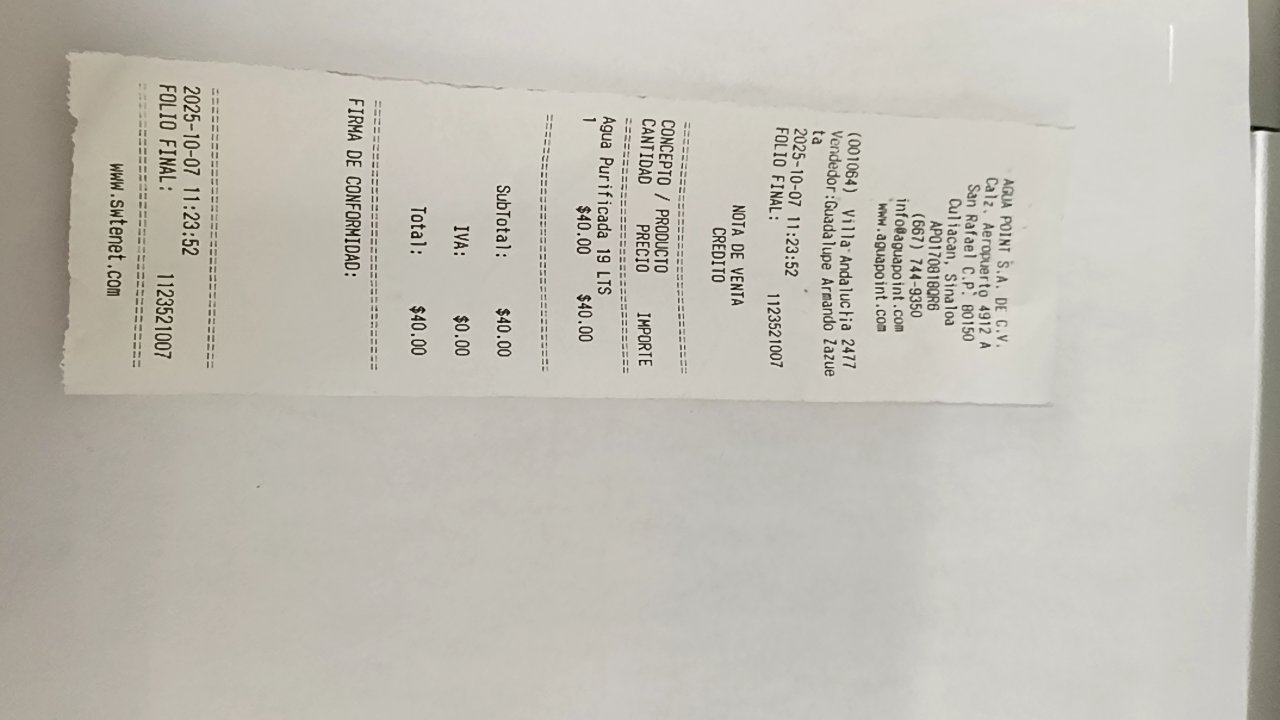 AGUA POINT S.A. DE C.V.
Calz. Aeropuerto 4912 A
San Rafael C.P. 80150
Culiacan, Sinaloa
APO170818QR6
(667) 744-9350
info@aguapoint.com
www.aguapoint.com
(001064) Villa Andaluchia 2477
Vendedor:Guadalupe Armando Zazue
ta
2025-10-07 11:23:52
FOLIO FINAL: 1123521007
NOTA DE VENTA
CREDITO
================================
CONCEPTO / PRODUCTO
CANTIDAD PRECIO IMPORTE
================================
Agua Purificada 19 LTS
1 $40.00 $40.00
================================
SubTotal: $40.00
IVA: $0.00
Total: $40.00
================================
FIRMA DE CONFORMIDAD:
================================
2025-10-07 11:23:52
FOLIO FINAL: 1123521007
================================
www.swtenet.com